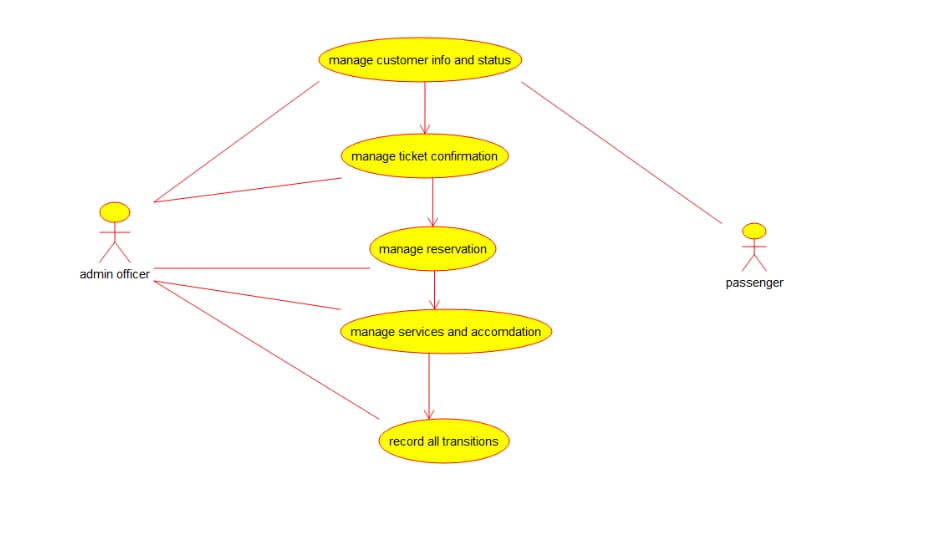 manage customer info and status
manage ticket confirmation
manage reservation
admin officer
passenger
manage services and accomdation
record all transitions